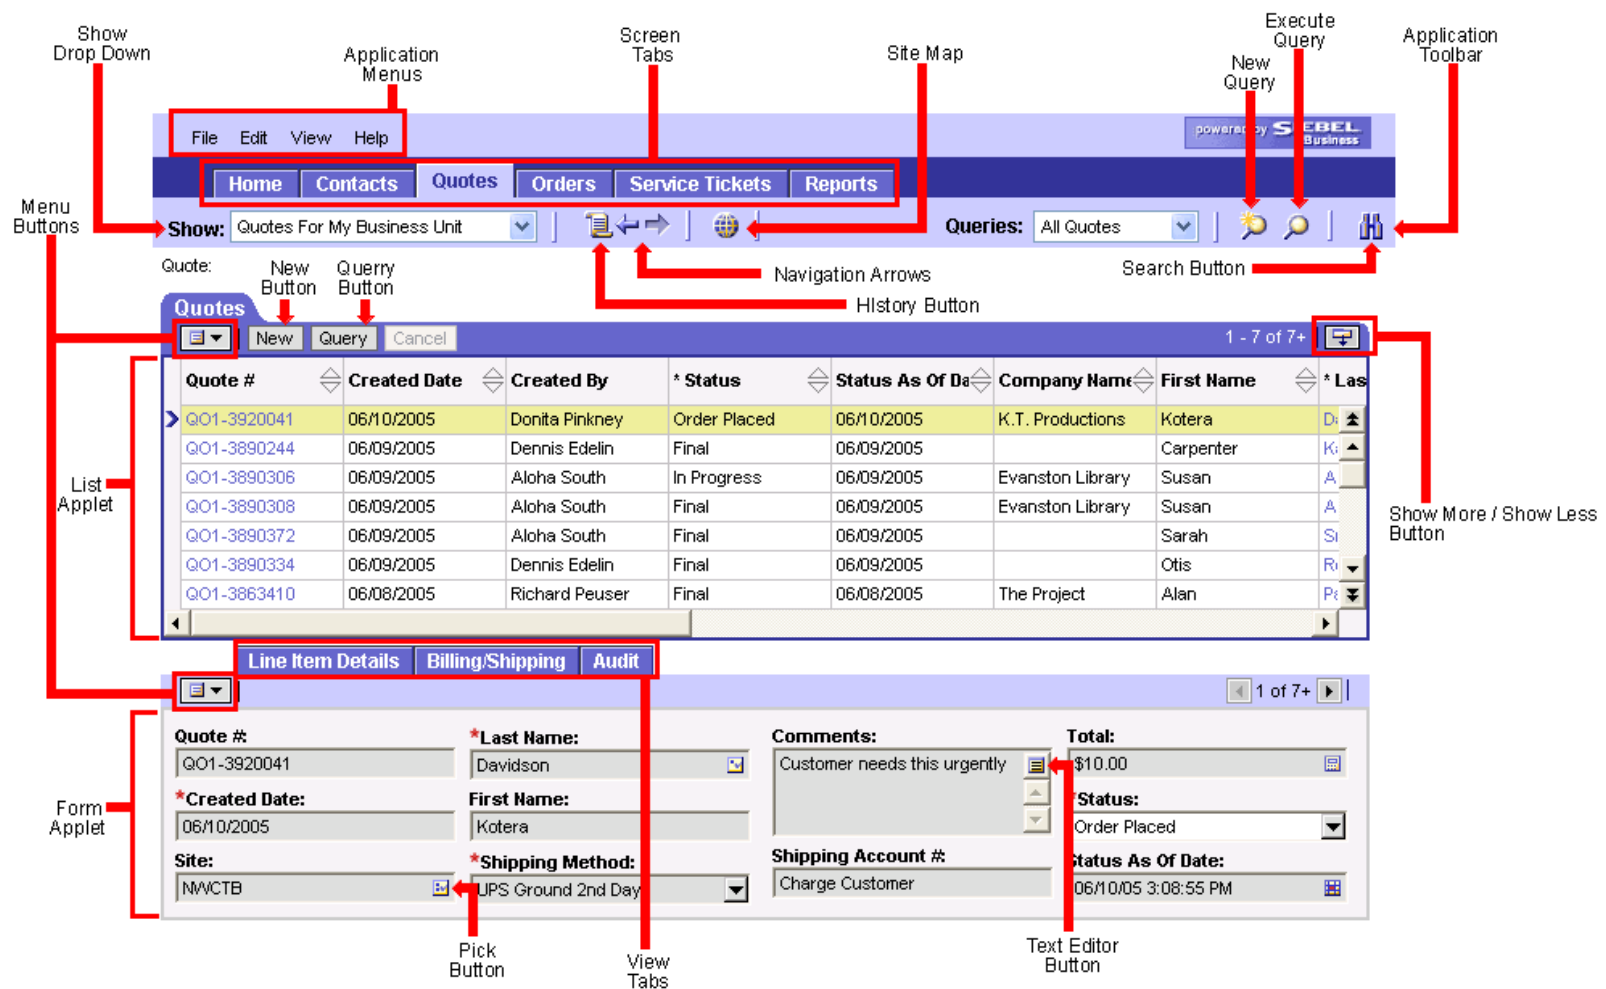 Show
Drop Down
Application
Menus
Screen
Tabs
Site Map
Execute
Query
New
Query
Application
Toolbar
File Edit View Help
powered by SIEBEL
Business
Home Contacts Quotes Orders Service Tickets Reports
Menu
Buttons
Show: Quotes For My Business Unit
Queries: All Quotes
Quote:
New
Button
Querry
Button
Navigation Arrows
Search Button
HIstory Button
Quotes
New Query Cancel
1 - 7 of 7+
Quote # Created Date Created By * Status Status As Of Da Company Name First Name * Las
QO1-3920041 06/10/2005 Donita Pinkney Order Placed 06/10/2005 K.T. Productions Kotera D
QO1-3890244 06/09/2005 Dennis Edelin Final 06/09/2005 Carpenter K
QO1-3890306 06/09/2005 Aloha South In Progress 06/09/2005 Evanston Library Susan A
QO1-3890308 06/09/2005 Aloha South Final 06/09/2005 Evanston Library Susan A
QO1-3890372 06/09/2005 Aloha South Final 06/09/2005 Sarah S
QO1-3890334 06/09/2005 Dennis Edelin Final 06/09/2005 Otis R
QO1-3863410 06/08/2005 Richard Peuser Final 06/08/2005 The Project Alan Pa
List
Applet
Show More / Show Less
Button
Line Item Details Billing/Shipping Audit
1 of 7+
Quote #: *Last Name: Comments: Total:
QO1-3920041 Davidson Customer needs this urgently $10.00
*Created Date: First Name: *Status:
06/10/2005 Kotera Order Placed
Form
Applet
Site: *Shipping Method: Shipping Account #: Status As Of Date:
NWCTB UPS Ground 2nd Day Charge Customer 06/10/05 3:08:55 PM
Pick
Button
View
Tabs
Text Editor
Button